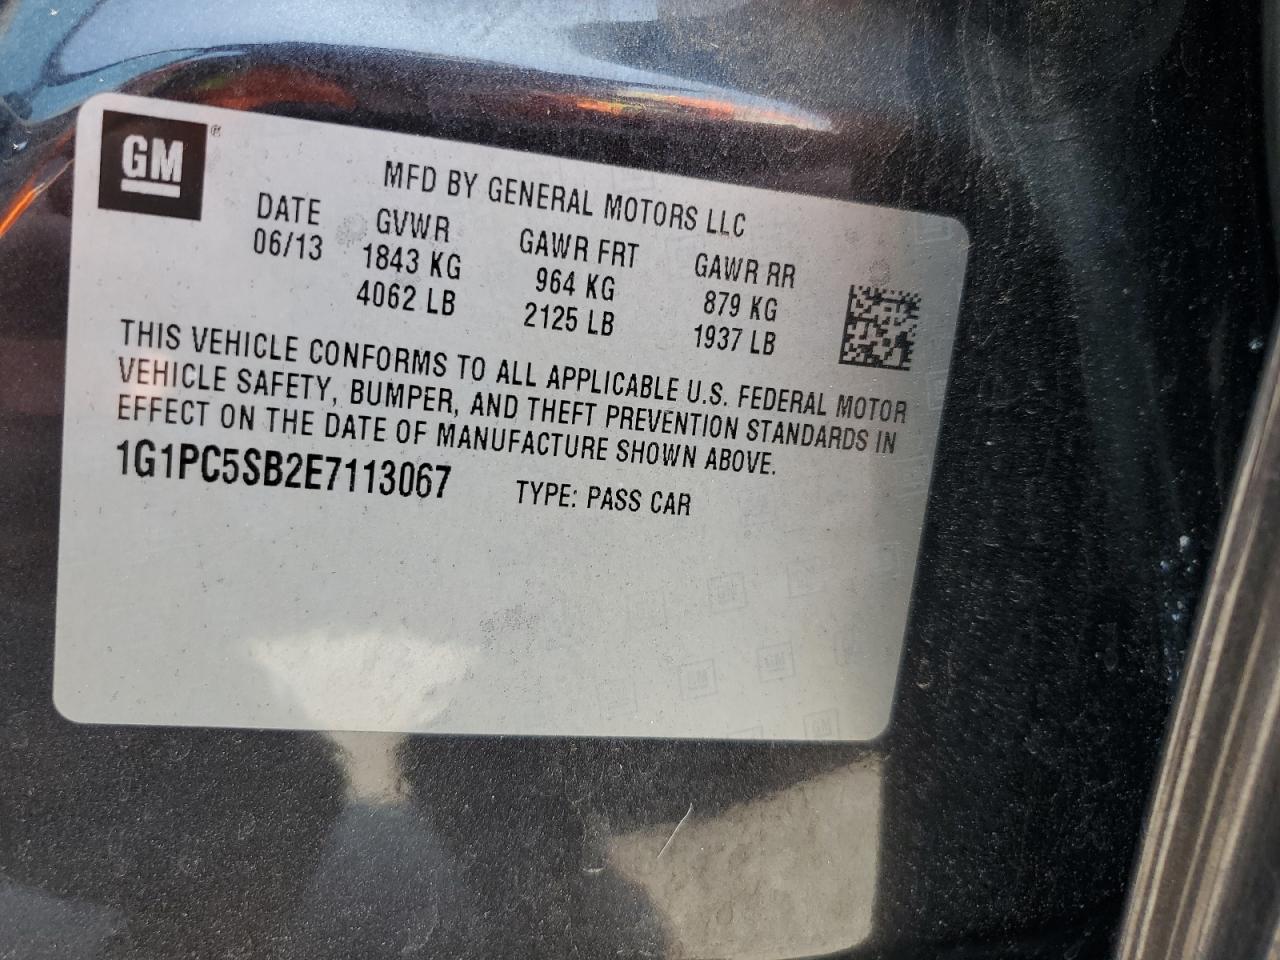 GM ®
MFD BY GENERAL MOTORS LLC
DATE GVWR GAWR FRT GAWR RR
06/13 1843 KG 964 KG 879 KG
4062 LB 2125 LB 1937 LB
THIS VEHICLE CONFORMS TO ALL APPLICABLE U.S. FEDERAL MOTOR
VEHICLE SAFETY, BUMPER, AND THEFT PREVENTION STANDARDS IN
EFFECT ON THE DATE OF MANUFACTURE SHOWN ABOVE.
1G1PC5SB2E7113067 TYPE: PASS CAR